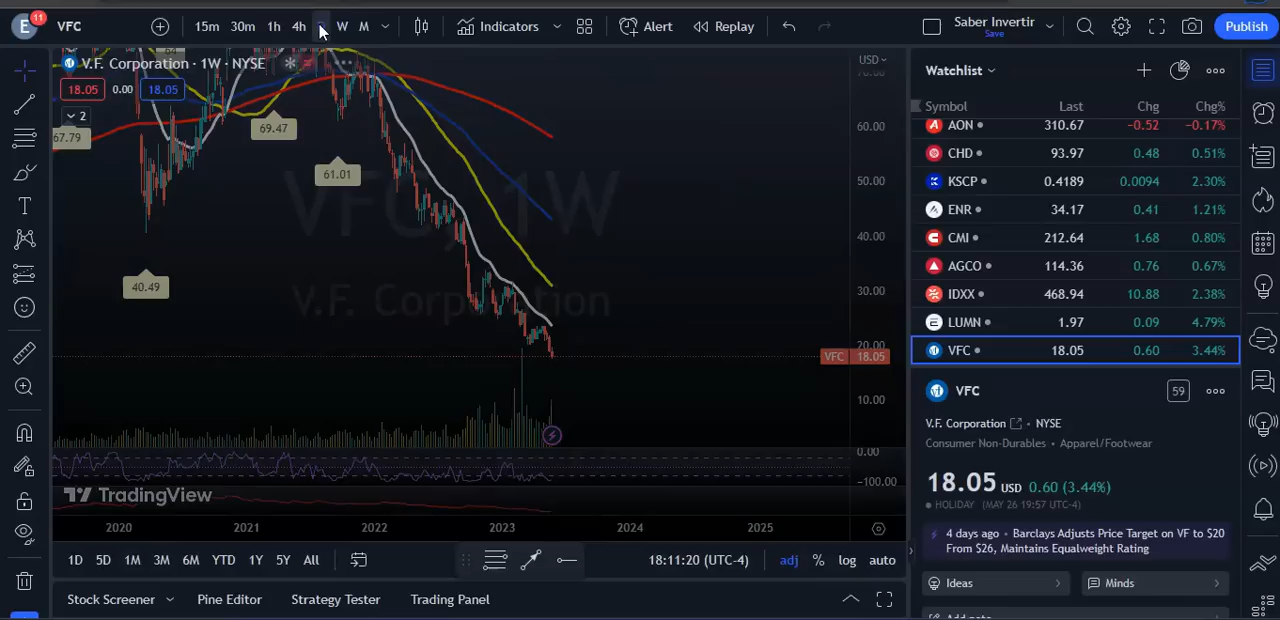 E 11 VFC 15m 30m 1h 4h D W M Indicators Alert Replay Saber Invertir Save Publish
V.F. Corporation · 1W · NYSE
18.05 0.00 18.05
2
67.79
69.47
61.01
40.49
VFC, 1W
V.F. Corporation
USD
70.00
60.00
50.00
40.00
30.00
20.00
VFC 18.05
10.00
0.00
−100.00
TradingView
2020 2021 2022 2023 2024 2025
1D 5D 1M 3M 6M YTD 1Y 5Y All 18:11:20 (UTC-4) adj % log auto
Stock Screener Pine Editor Strategy Tester Trading Panel
Watchlist
Symbol Last Chg Chg%
AON 310.67 −0.52 −0.17%
CHD 93.97 0.48 0.51%
KSCP 0.4189 0.0094 2.30%
ENR 34.17 0.41 1.21%
CMI 212.64 1.68 0.80%
AGCO 114.36 0.76 0.67%
IDXX 468.94 10.88 2.38%
LUMN 1.97 0.09 4.79%
VFC 18.05 0.60 3.44%
VFC 59
V.F. Corporation · NYSE
Consumer Non-Durables · Apparel/Footwear
18.05 USD 0.60 (3.44%)
HOLIDAY (MAY 26 19:57 UTC-4)
4 days ago · Barclays Adjusts Price Target on VF to $20
From $26, Maintains Equalweight Rating
Ideas Minds